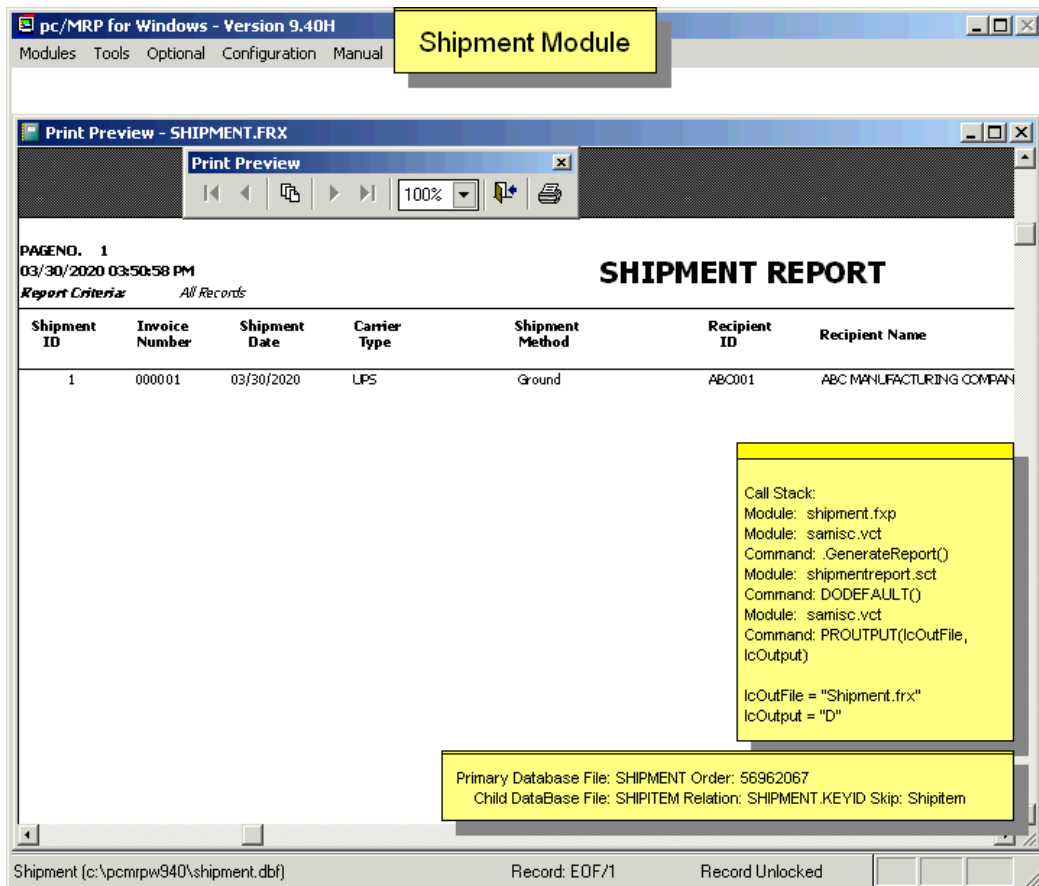 pc/MRP for Windows - Version 9.40H
Shipment Module
Modules Tools Optional Configuration Manual
Print Preview - SHIPMENT.FRX
Print Preview
100%
PAGENO. 1
03/30/2020 03:50:58 PM
SHIPMENT REPORT
Report Criteria: All Records
Shipment ID Invoice Number Shipment Date Carrier Type Shipment Method Recipient ID Recipient Name
1 000001 03/30/2020 UPS Ground ABC001 ABC MANUFACTURING COMPAN
Call Stack:
Module: shipment.fxp
Module: samisc.vct
Command: .GenerateReport()
Module: shipmentreport.sct
Command: DODEFAULT()
Module: samisc.vct
Command: PROUTPUT(lcOutFile,
lcOutput)
lcOutFile = "Shipment.frx"
lcOutput = "D"
Primary Database File: SHIPMENT Order: 56962067
Child DataBase File: SHIPITEM Relation: SHIPMENT.KEYID Skip: Shipitem
Shipment (c:\pcmrpw940\shipment.dbf) Record: EOF/1 Record Unlocked